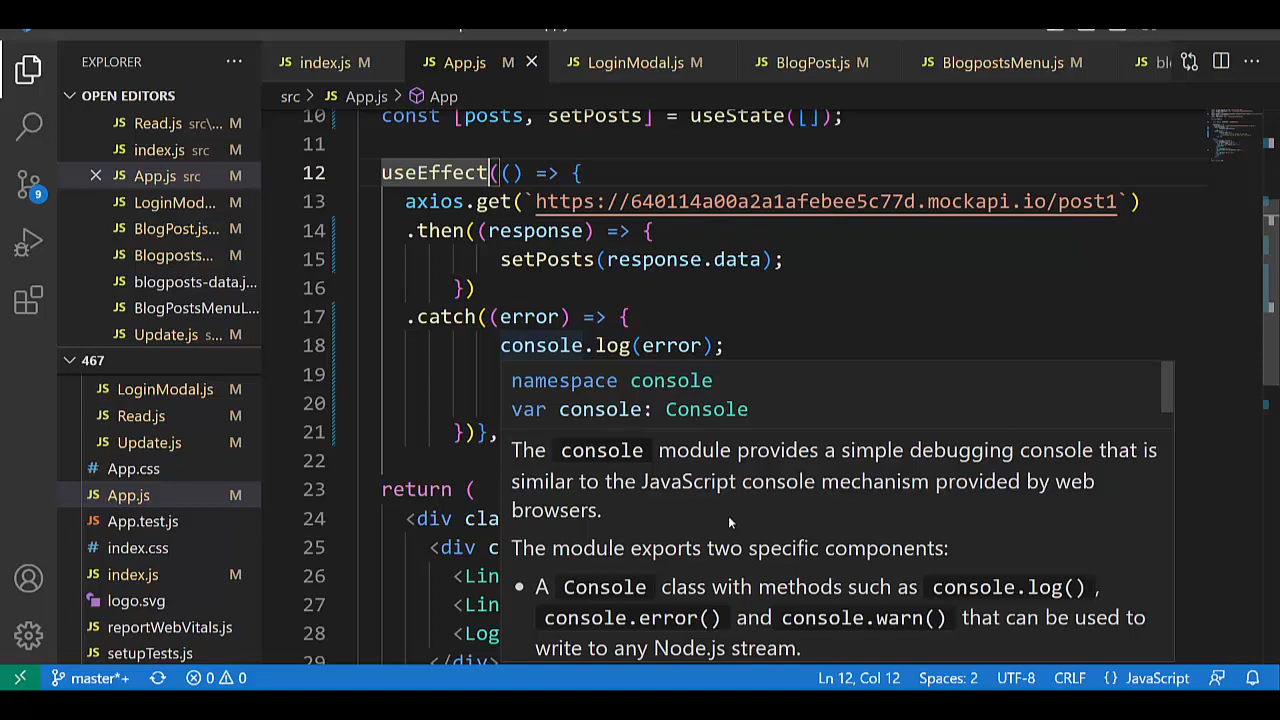 EXPLORER
OPEN EDITORS
Read.js src\... M
index.js src M
App.js src M
LoginMod... M
BlogPost.js... M
Blogposts... M
blogposts-data.j...
BlogPostsMenuL...
Update.js s... M
467
LoginModal.js M
Read.js M
Update.js M
App.css
App.js M
App.test.js
index.css
index.js M
logo.svg
reportWebVitals.js
setupTests.js
index.js M
App.js M
LoginModal.js M
BlogPost.js M
BlogpostsMenu.js M
JS blo
src > JS App.js > App
10 const [posts, setPosts] = useState([]);
11
12 useEffect(() => {
13 axios.get(`https://640114a00a2a1afebee5c77d.mockapi.io/post1`)
14 .then((response) => {
15 setPosts(response.data);
16 })
17 .catch((error) => {
18 console.log(error);
19
20
21 })},
22
23 return (
24 <div cla
25 <div c
26 <Lin
27 <Lin
28 <Log
29 </div>
namespace console
var console: Console
The console module provides a simple debugging console that is
similar to the JavaScript console mechanism provided by web
browsers.
The module exports two specific components:
• A Console class with methods such as console.log() ,
console.error() and console.warn() that can be used to
write to any Node.js stream.
9
master*+ 0 0 Ln 12, Col 12 Spaces: 2 UTF-8 CRLF {} JavaScript